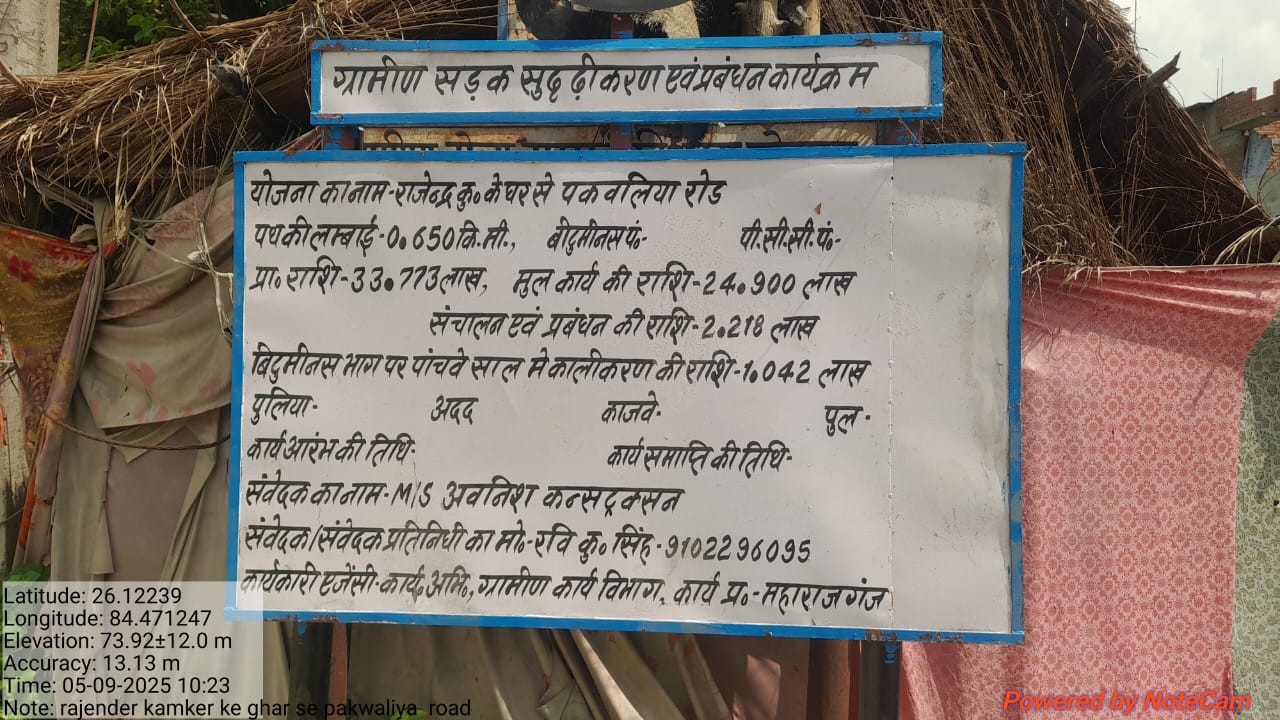 ग्रामीण सड़क सुदृढ़ीकरण एवं प्रबंधन कार्यक्रम
योजना का नाम-राजेन्द्र कु० के घर से पकवलिया रोड
पथ की लम्बाई-0.650 कि.मी., बीटुमीनस पं०- पी.सी.सी.पं.-
प्रा० राशि-33.773 लाख, मुल कार्य की राशि-24.900 लाख
संचालन एवं प्रबंधन की राशि-2.218 लाख
बिटुमीनस भाग पर पांचवे साल मे कालीकरण की राशि-1.042 लाख
पुलिया- अदद काजवे- पुल-
कार्य आरंभ की तिथि- कार्य समाप्ति की तिथि-
संवेदक का नाम-M/S अवनिश कन्सट्रक्सन
संवेदक/संवेदक प्रतिनिधी का मो०-रवि कु० सिंह-9102296095
कार्यकारी एजेंसी-कार्य० अभि०, ग्रामीण कार्य विभाग, कार्य प्र०-महाराजगंज
Latitude: 26.12239
Longitude: 84.471247
Elevation: 73.92±12.0 m
Accuracy: 13.13 m
Time: 05-09-2025 10:23
Note: rajender kamker ke ghar se pakwaliya road
Powered by NoteCam